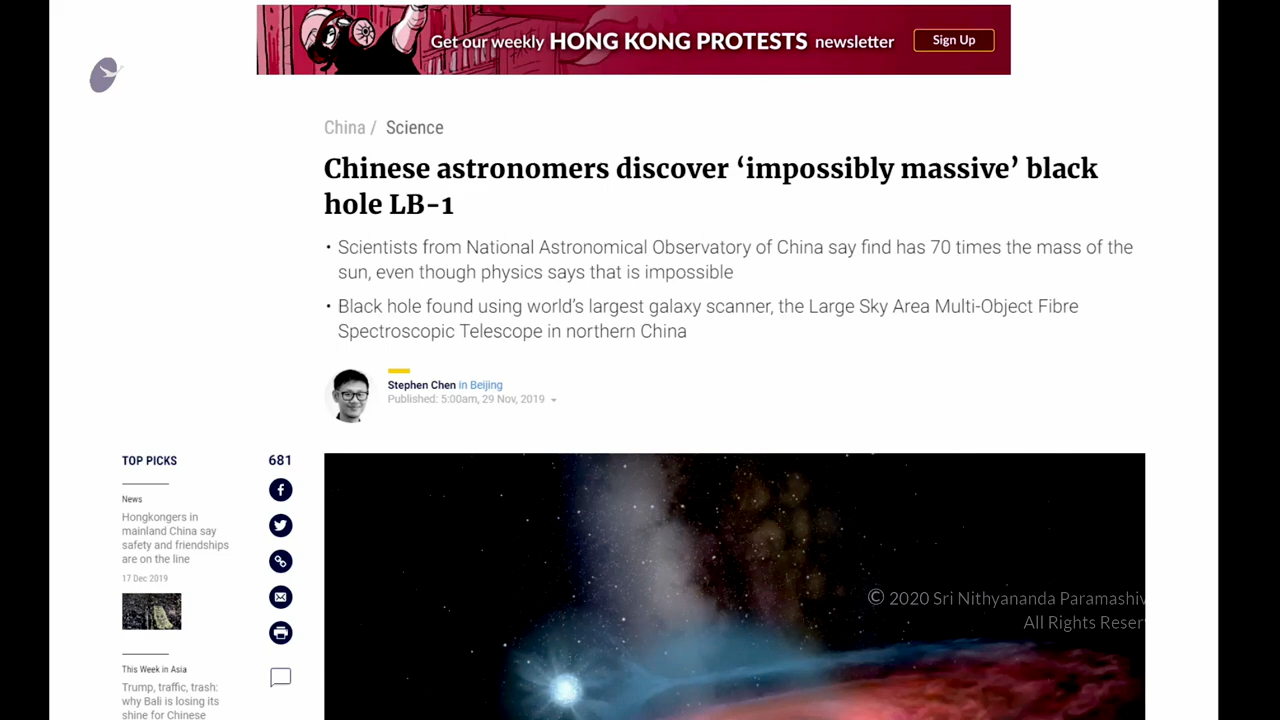 Get our weekly HONG KONG PROTESTS newsletter
Sign Up
China / Science
Chinese astronomers discover ‘impossibly massive’ black
hole LB-1
• Scientists from National Astronomical Observatory of China say find has 70 times the mass of the
sun, even though physics says that is impossible
• Black hole found using world’s largest galaxy scanner, the Large Sky Area Multi-Object Fibre
Spectroscopic Telescope in northern China
Stephen Chen in Beijing
Published: 5:00am, 29 Nov, 2019
TOP PICKS
681
News
Hongkongers in
mainland China say
safety and friendships
are on the line
17 Dec 2019
This Week in Asia
Trump, traffic, trash:
why Bali is losing its
shine for Chinese
© 2020 Sri Nithyananda Paramashiv
All Rights Reser